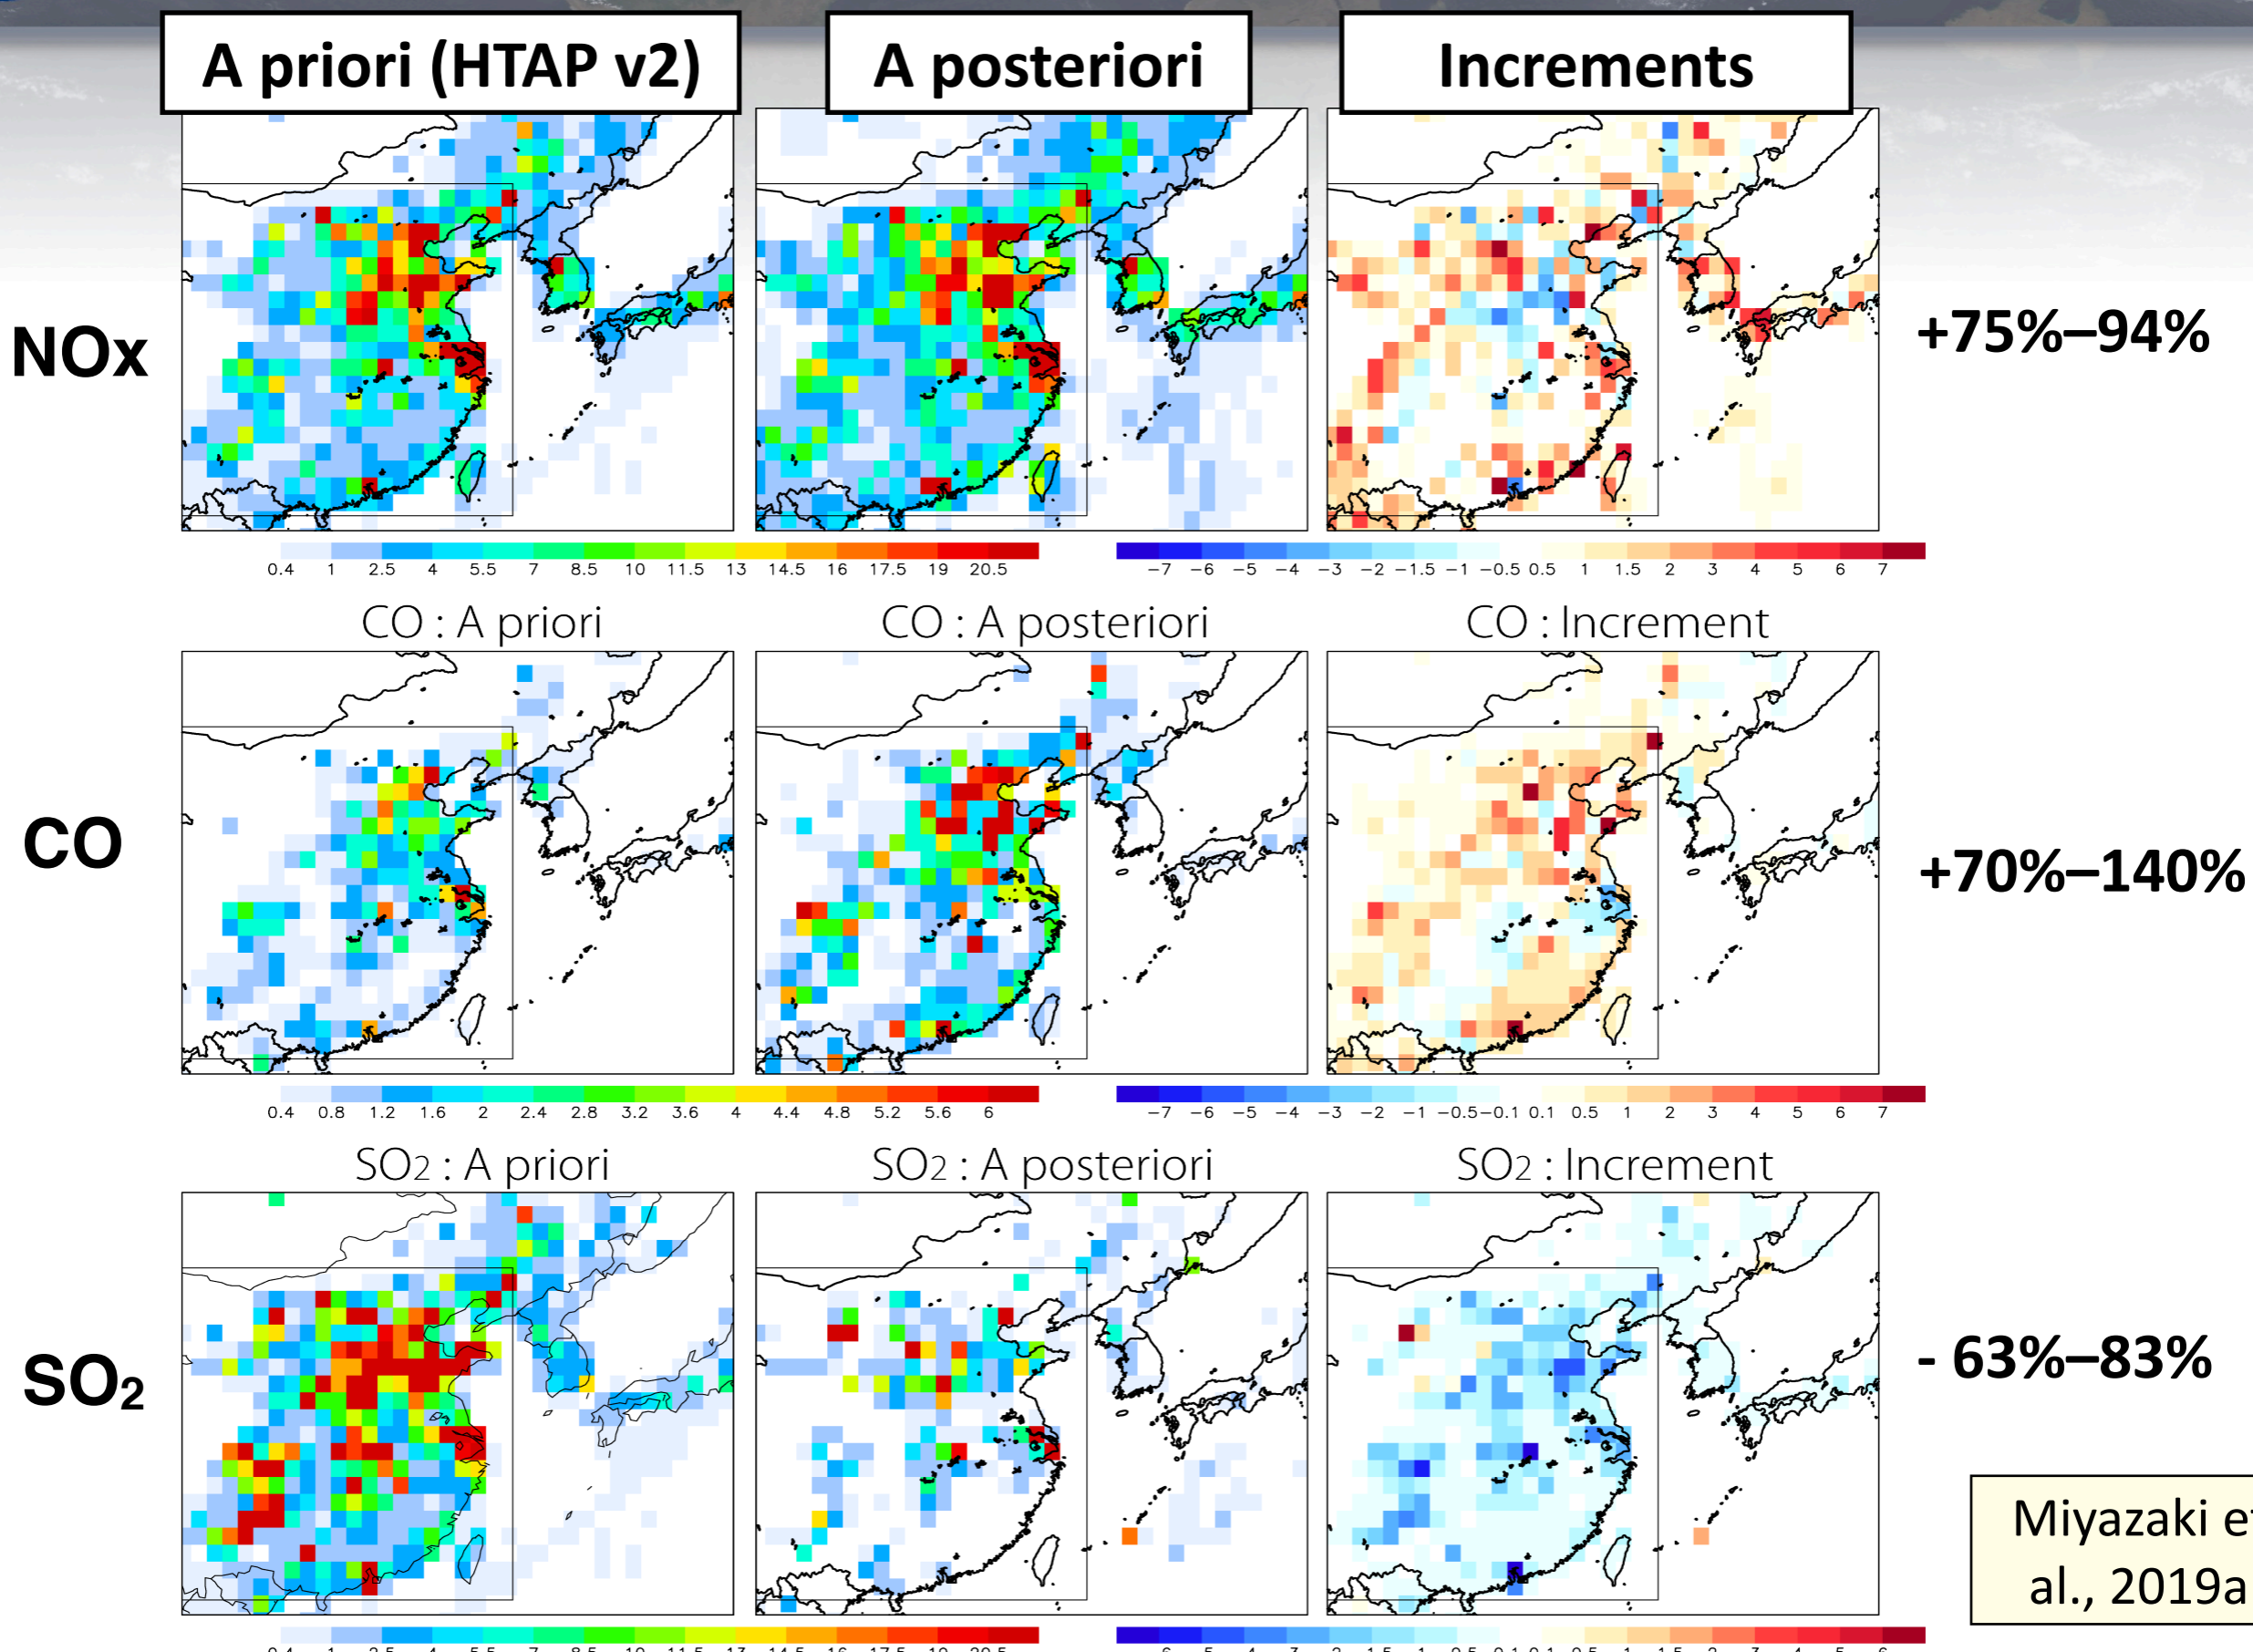 A priori (HTAP v2)
A posteriori
Increments
NOx
+75%–94%
0.4 1 2.5 4 5.5 7 8.5 10 11.5 13 14.5 16 17.5 19 20.5
−7 −6 −5 −4 −3 −2 −1.5 −1 −0.5 0.5 1 1.5 2 3 4 5 6 7
CO : A priori
CO : A posteriori
CO : Increment
CO
+70%–140%
0.4 0.8 1.2 1.6 2 2.4 2.8 3.2 3.6 4 4.4 4.8 5.2 5.6 6
−7 −6 −5 −4 −3 −2 −1 −0.5 −0.1 0.1 0.5 1 2 3 4 5 6 7
SO2 : A priori
SO2 : A posteriori
SO2 : Increment
SO2
- 63%–83%
Miyazaki et
al., 2019a